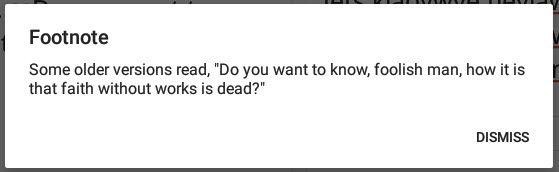 Footnote
Some older versions read, "Do you want to know, foolish man, how it is
that faith without works is dead?"
DISMISS